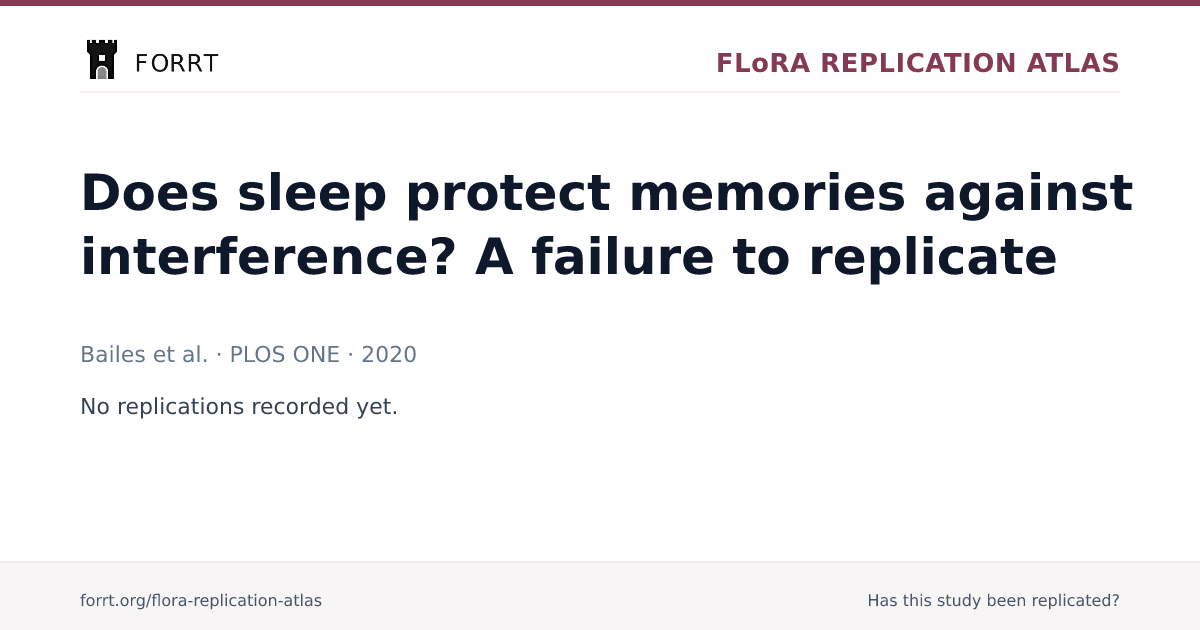 FORRT
FLoRA REPLICATION ATLAS
Does sleep protect memories against
interference? A failure to replicate
Bailes et al. · PLOS ONE · 2020
No replications recorded yet.
forrt.org/flora-replication-atlas
Has this study been replicated?